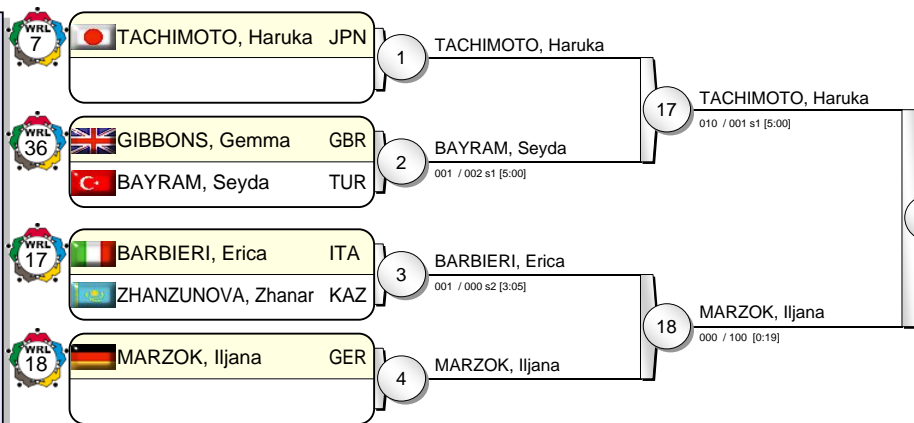 WRL
7
TACHIMOTO, Haruka JPN
1
TACHIMOTO, Haruka
17
TACHIMOTO, Haruka
010 / 001 s1 [5:00]
WRL
36
GIBBONS, Gemma GBR
BAYRAM, Seyda TUR
2
BAYRAM, Seyda
001 / 002 s1 [5:00]
WRL
17
BARBIERI, Erica ITA
ZHANZUNOVA, Zhanar KAZ
3
BARBIERI, Erica
001 / 000 s2 [3:05]
18
MARZOK, Iljana
000 / 100 [0:19]
WRL
18
MARZOK, Iljana GER
4
MARZOK, Iljana